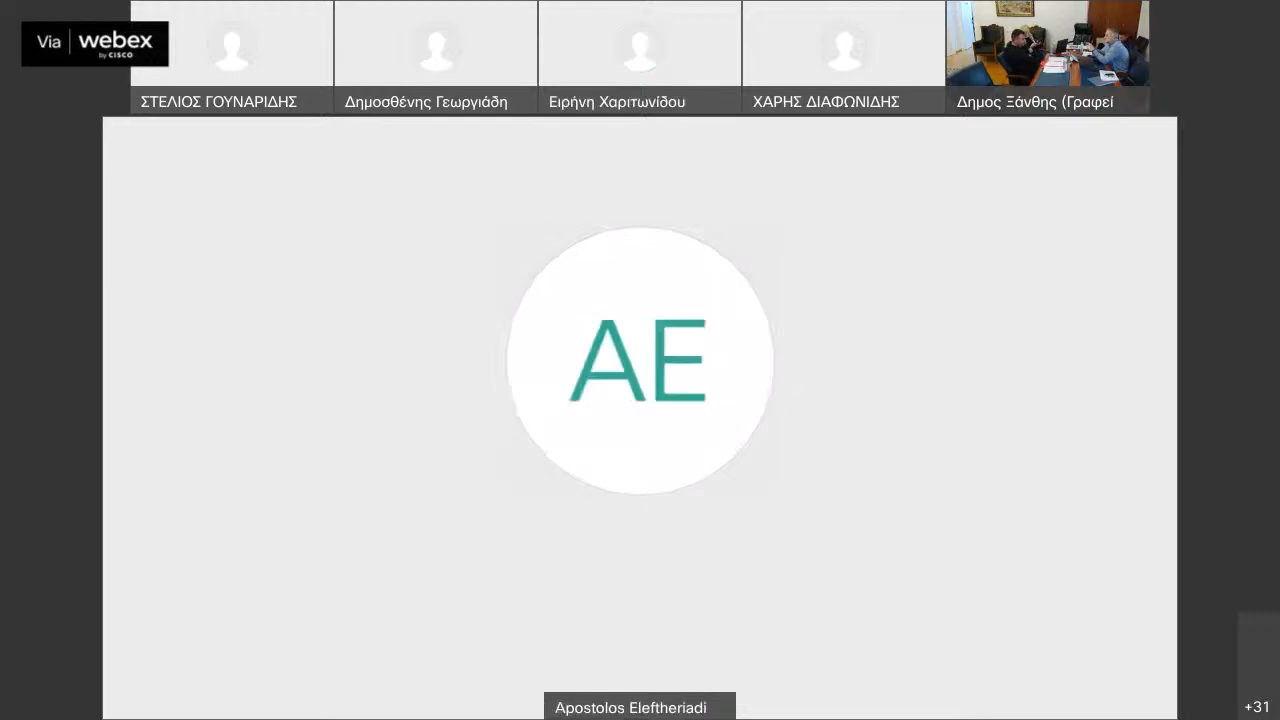 Via webex
by CISCO
ΣΤΕΛΙΟΣ ΓΟΥΝΑΡΙΔΗΣ
Δημοσθένης Γεωργιάδη
Ειρήνη Χαριτωνίδου
ΧΑΡΗΣ ΔΙΑΦΩΝΙΔΗΣ
Δημος Ξάνθης (Γραφεί
AE
Apostolos Eleftheriadi
+31